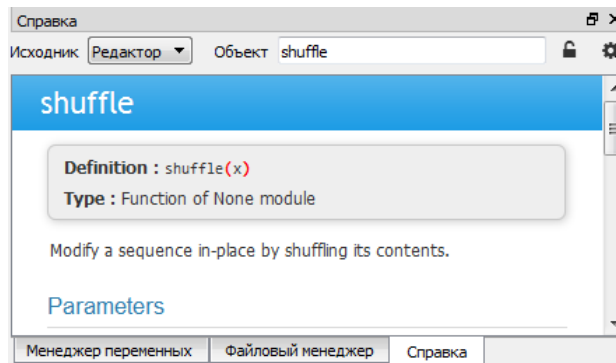 Справка
Исходник Редактор Объект shuffle
shuffle
Definition : shuffle(x)
Type : Function of None module
Modify a sequence in-place by shuffling its contents.
Parameters
Менеджер переменных Файловый менеджер Справка